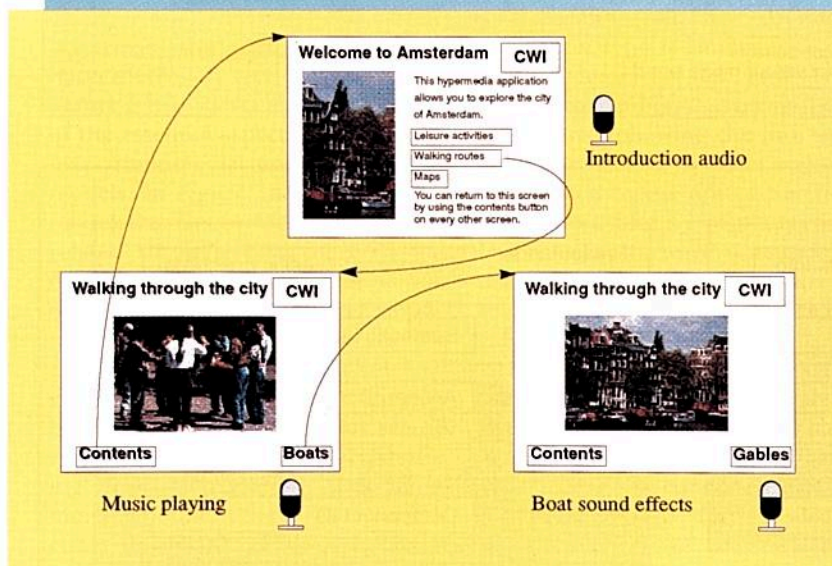 Welcome to Amsterdam
CWI
This hypermedia application
allows you to explore the city
of Amsterdam.
Leisure activities
Walking routes
Maps
You can return to this screen
by using the contents button
on every other screen.
Introduction audio
Walking through the city
CWI
Contents
Boats
Music playing
Walking through the city
CWI
Contents
Gables
Boat sound effects